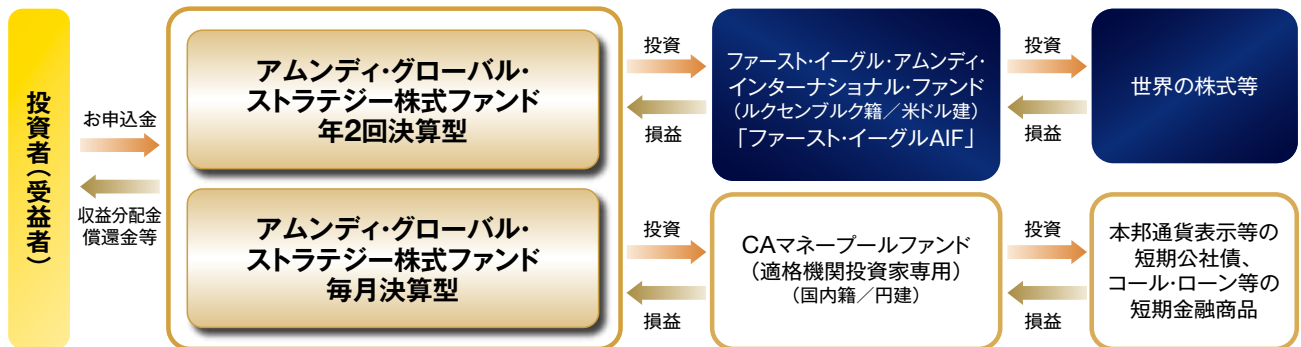 投資者（受益者）
お申込金
収益分配金
償還金等
アムンディ・グローバル・
ストラテジー株式ファンド
年2回決算型
アムンディ・グローバル・
ストラテジー株式ファンド
毎月決算型
投資
損益
ファースト・イーグル・アムンディ・
インターナショナル・ファンド
（ルクセンブルク籍／米ドル建）
「ファースト・イーグルAIF」
投資
損益
世界の株式等
投資
損益
CAマネープールファンド
（適格機関投資家専用）
（国内籍／円建）
投資
損益
本邦通貨表示等の
短期公社債、
コール・ローン等の
短期金融商品